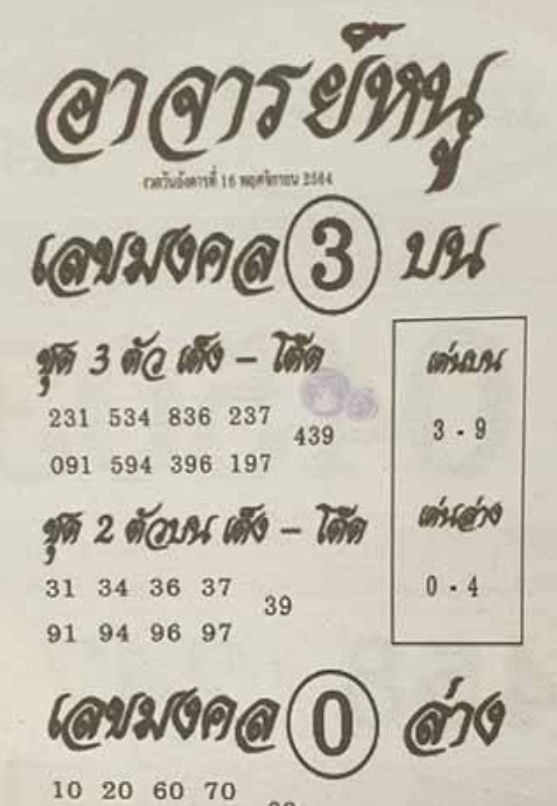 อาจารย์หนู
งวดวันอังคารที่ 16 พฤศจิกายน 2564
เลขมงคล 3 บน
ชุด 3 ตัว เต็ง - โต๊ด
231 534 836 237
439
091 594 396 197
ชุด 2 ตัวบน เต็ง - โต๊ด
31 34 36 37
39
91 94 96 97
เด่นบน
3 - 9
เด่นล่าง
0 - 4
เลขมงคล 0 ล่าง
10 20 60 70